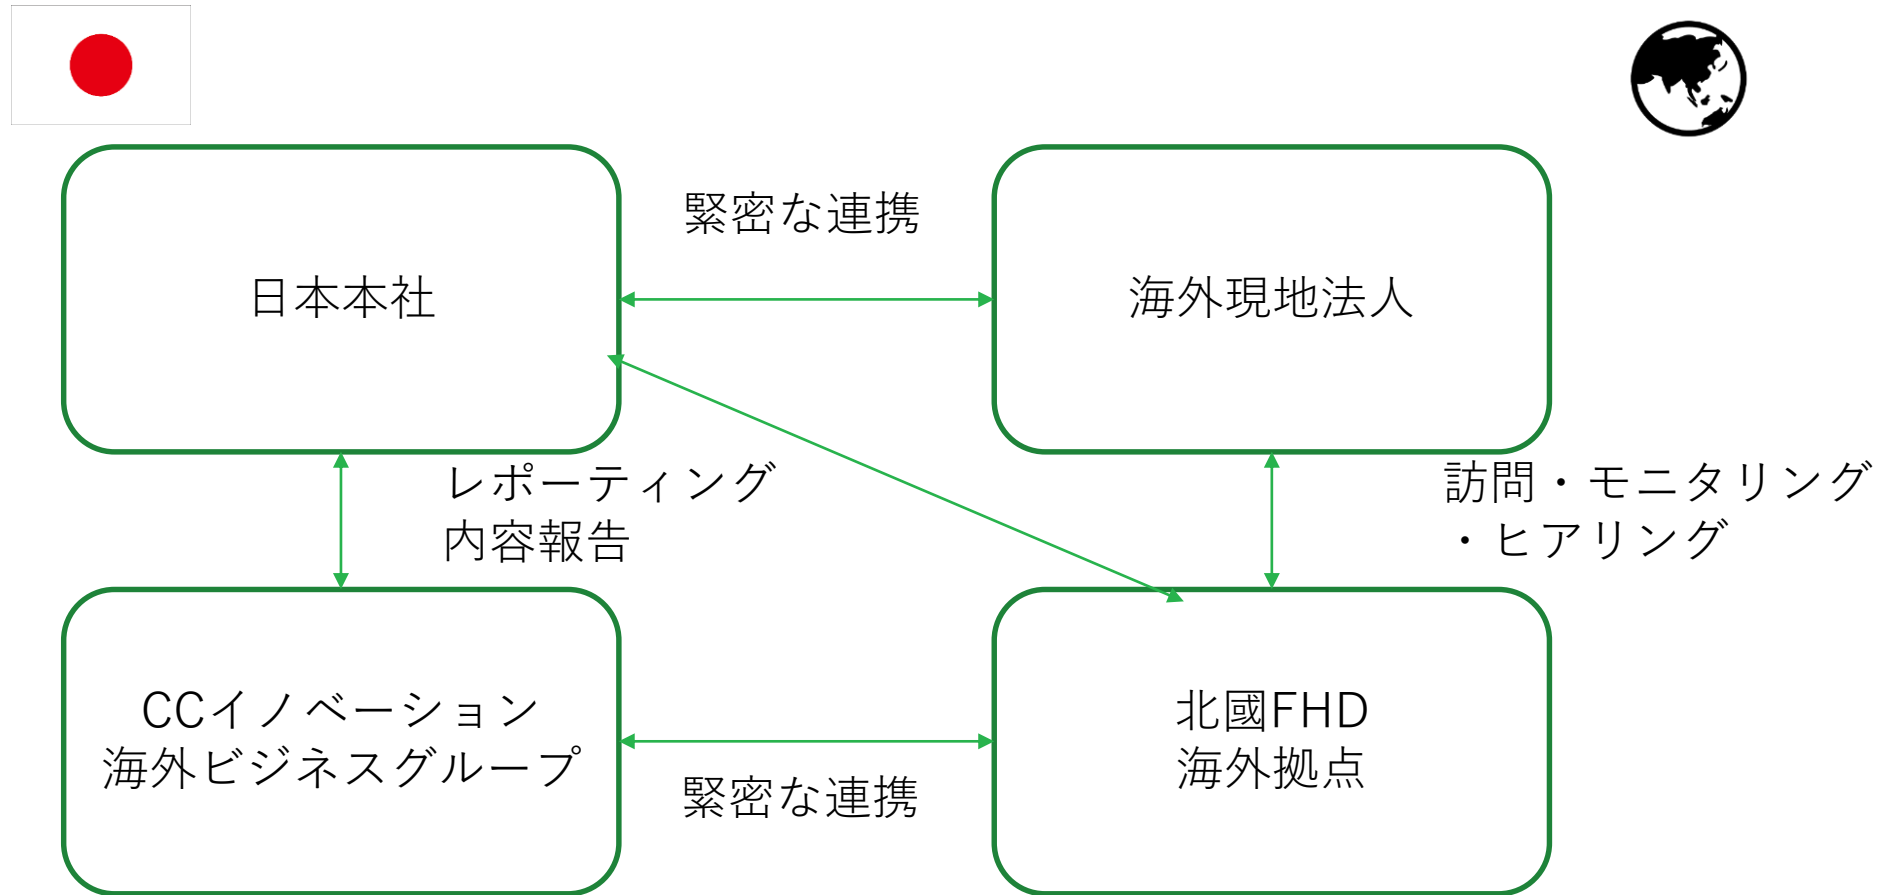 緊密な連携
日本本社
海外現地法人
レポーティング
内容報告
訪問・モニタリング
・ヒアリング
CCイノベーション
海外ビジネスグループ
北國FHD
海外拠点
緊密な連携